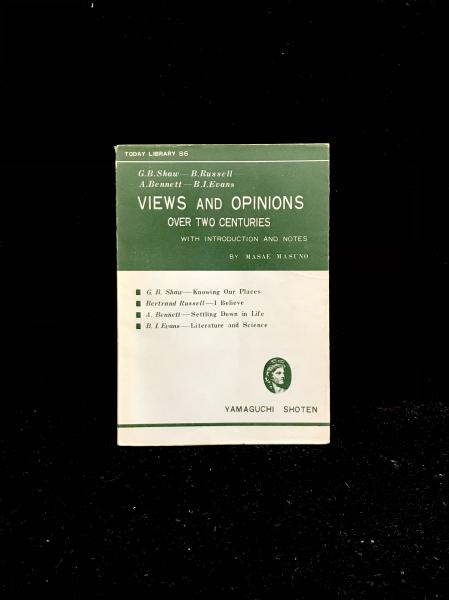 TODAY LIBRARY 86
G.B.Shaw—B.Russell
A.Bennett—B.I.Evans
VIEWS AND OPINIONS
OVER TWO CENTURIES
WITH INTRODUCTION AND NOTES
BY MASAE MASUNO
G. B. Shaw—Knowing Our Places
Bertrand Russell—I Believe
A. Bennett—Settling Down in Life
B. I. Evans—Literature and Science
YAMAGUCHI SHOTEN